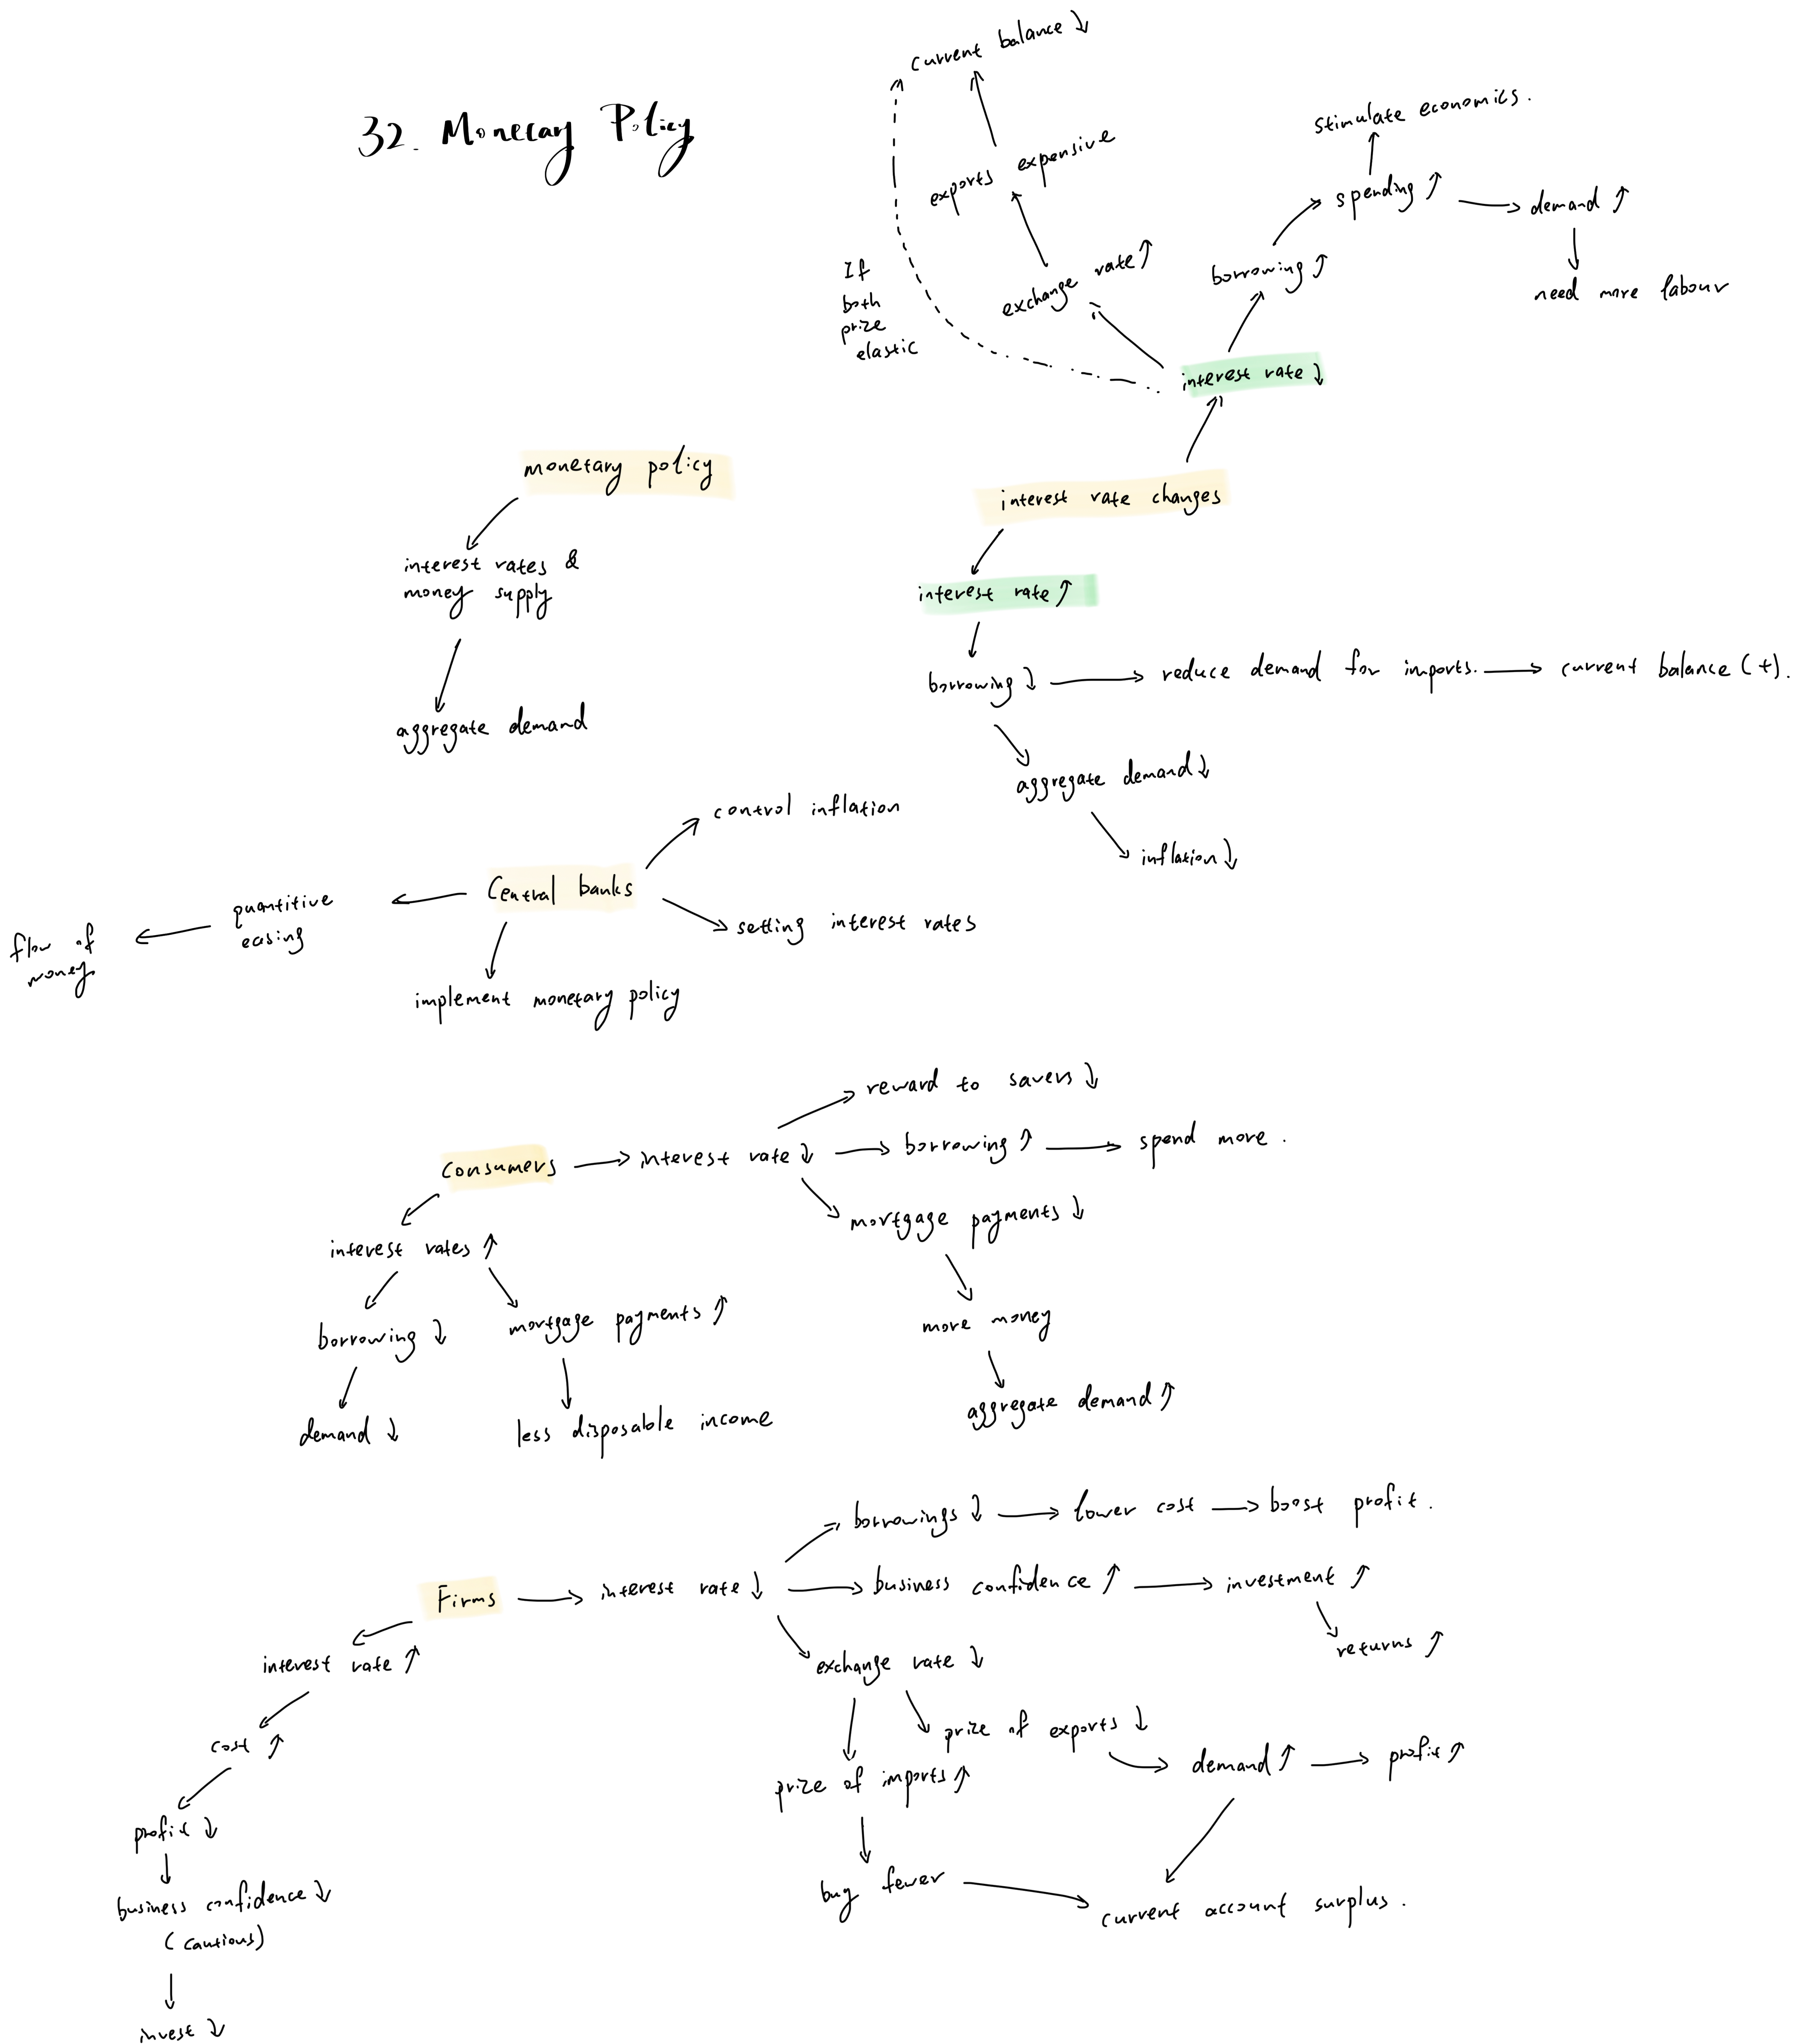 32. Monetary Policy
current balance ↓
exports expensive
exchange rate ↑
If
both
prize
elastic
stimulate economics.
spending ↑
demand ↑
borrowing ↑
need more labour
interest rate ↓
interest rate changes
interest rate ↑
borrowing ↓
reduce demand for imports.
current balance (+).
aggregate demand ↓
inflation ↓
monetary policy
interest rates &
money supply
aggregate demand
control inflation
Central banks
quantitive
easing
flow of
money
setting interest rates
implement monetary policy
Consumers
interest rate ↓
reward to savers ↓
borrowing ↑
spend more.
mortgage payments ↓
more money
aggregate demand ↑
interest rates ↑
borrowing ↓
mortgage payments ↑
demand ↓
less disposable income
Firms
interest rate ↓
borrowings ↓
lower cost
boost profit.
business confidence ↑
investment ↑
returns ↑
exchange rate ↓
prize of exports ↓
demand ↑
profit ↑
prize of imports ↑
buy fewer
current account surplus.
interest rate ↑
cost ↑
profit ↓
business confidence ↓
(cautious)
invest ↓